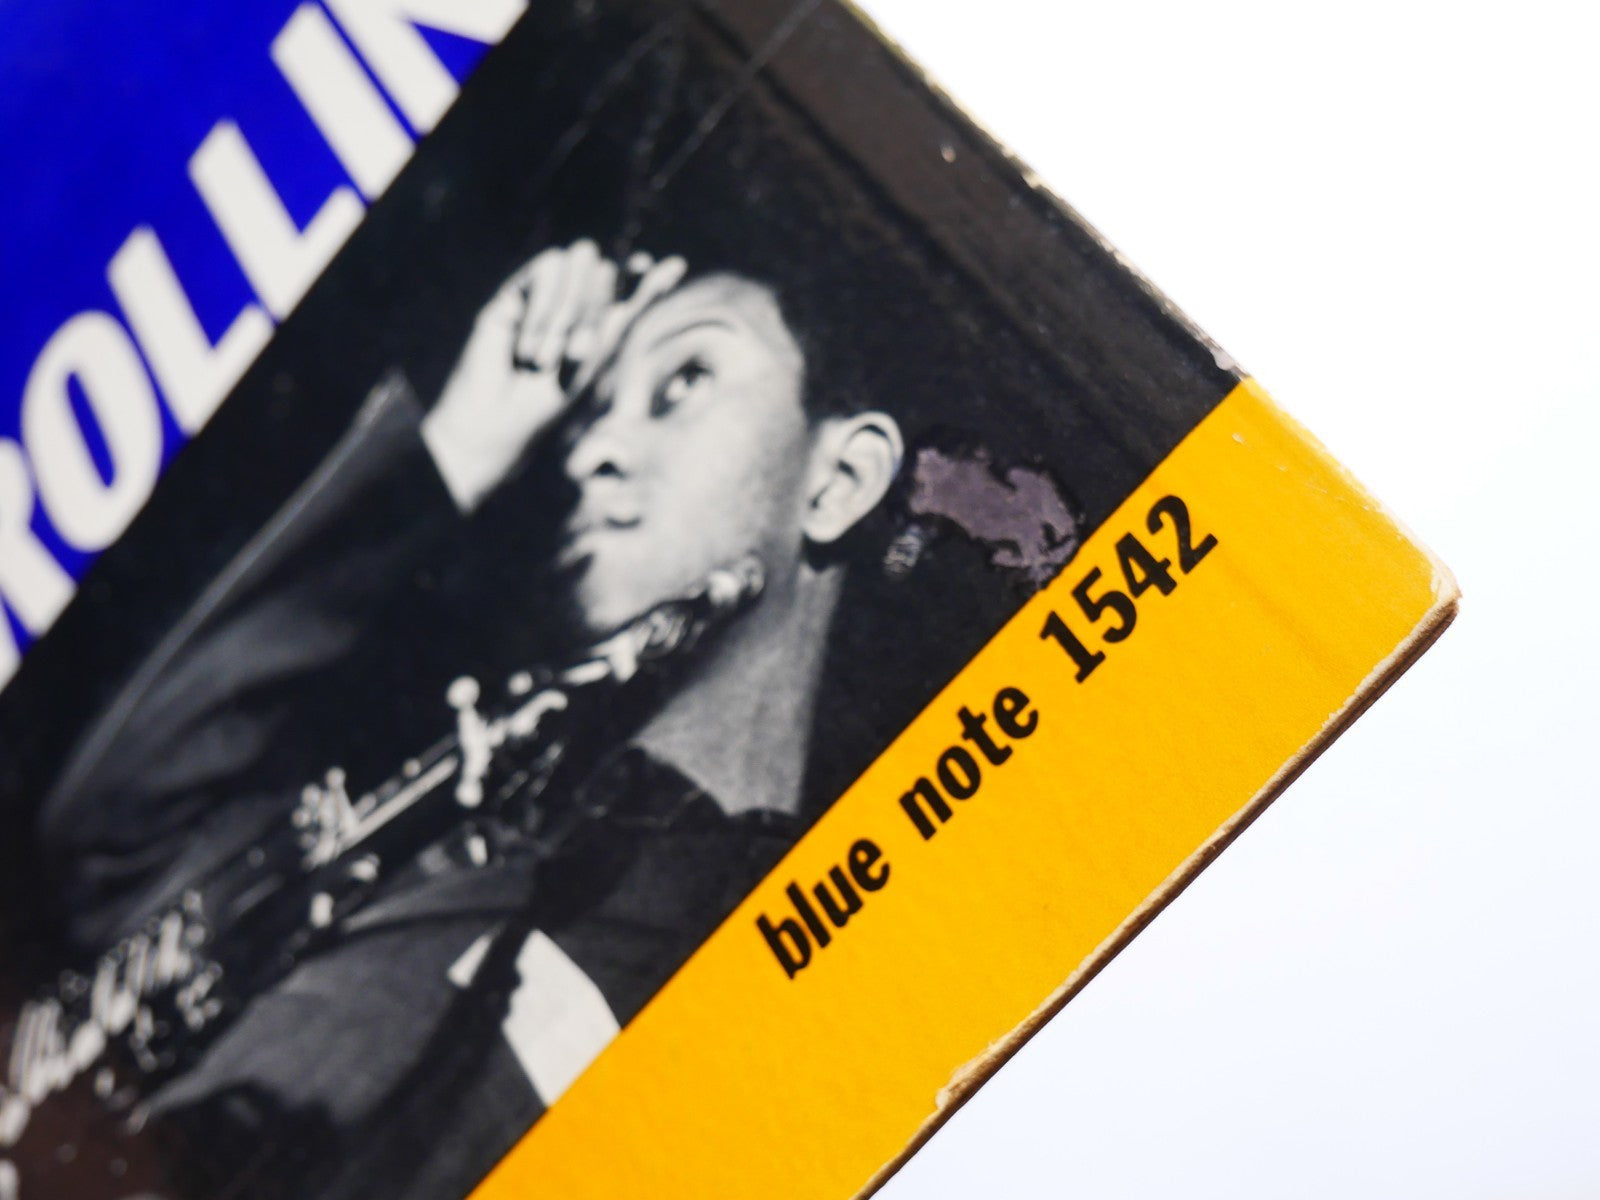 ROLLIN
blue note 1542